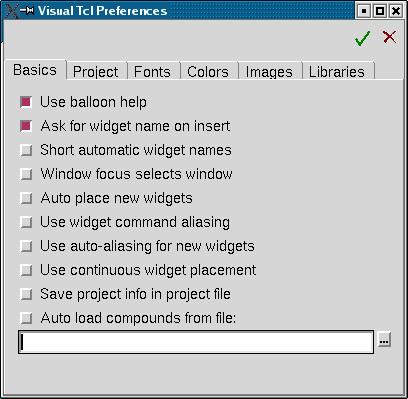 Visual Tcl Preferences
Basics Project Fonts Colors Images Libraries
Use balloon help
Ask for widget name on insert
Short automatic widget names
Window focus selects window
Auto place new widgets
Use widget command aliasing
Use auto-aliasing for new widgets
Use continuous widget placement
Save project info in project file
Auto load compounds from file:
...